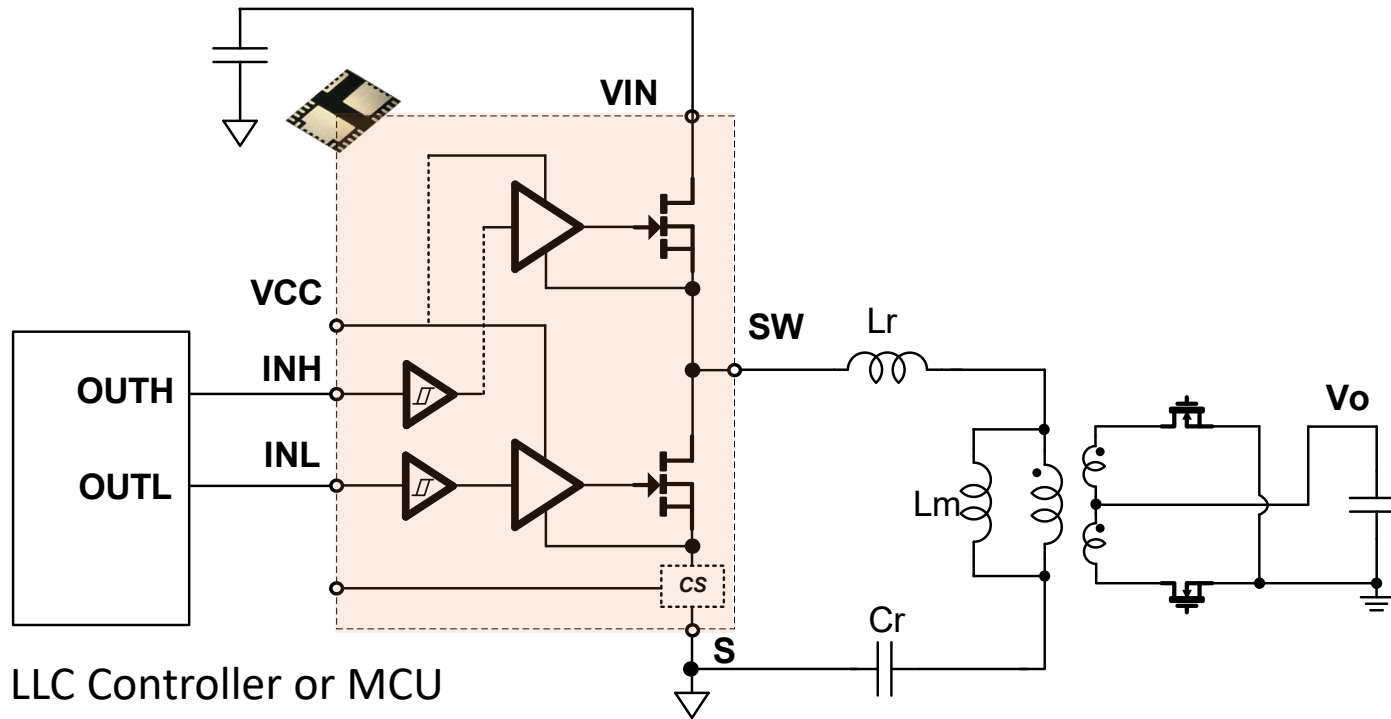 VIN
VCC
SW
Lr
INH
OUTH
Vo
INL
OUTL
Lm
CS
Cr
S
LLC Controller or MCU